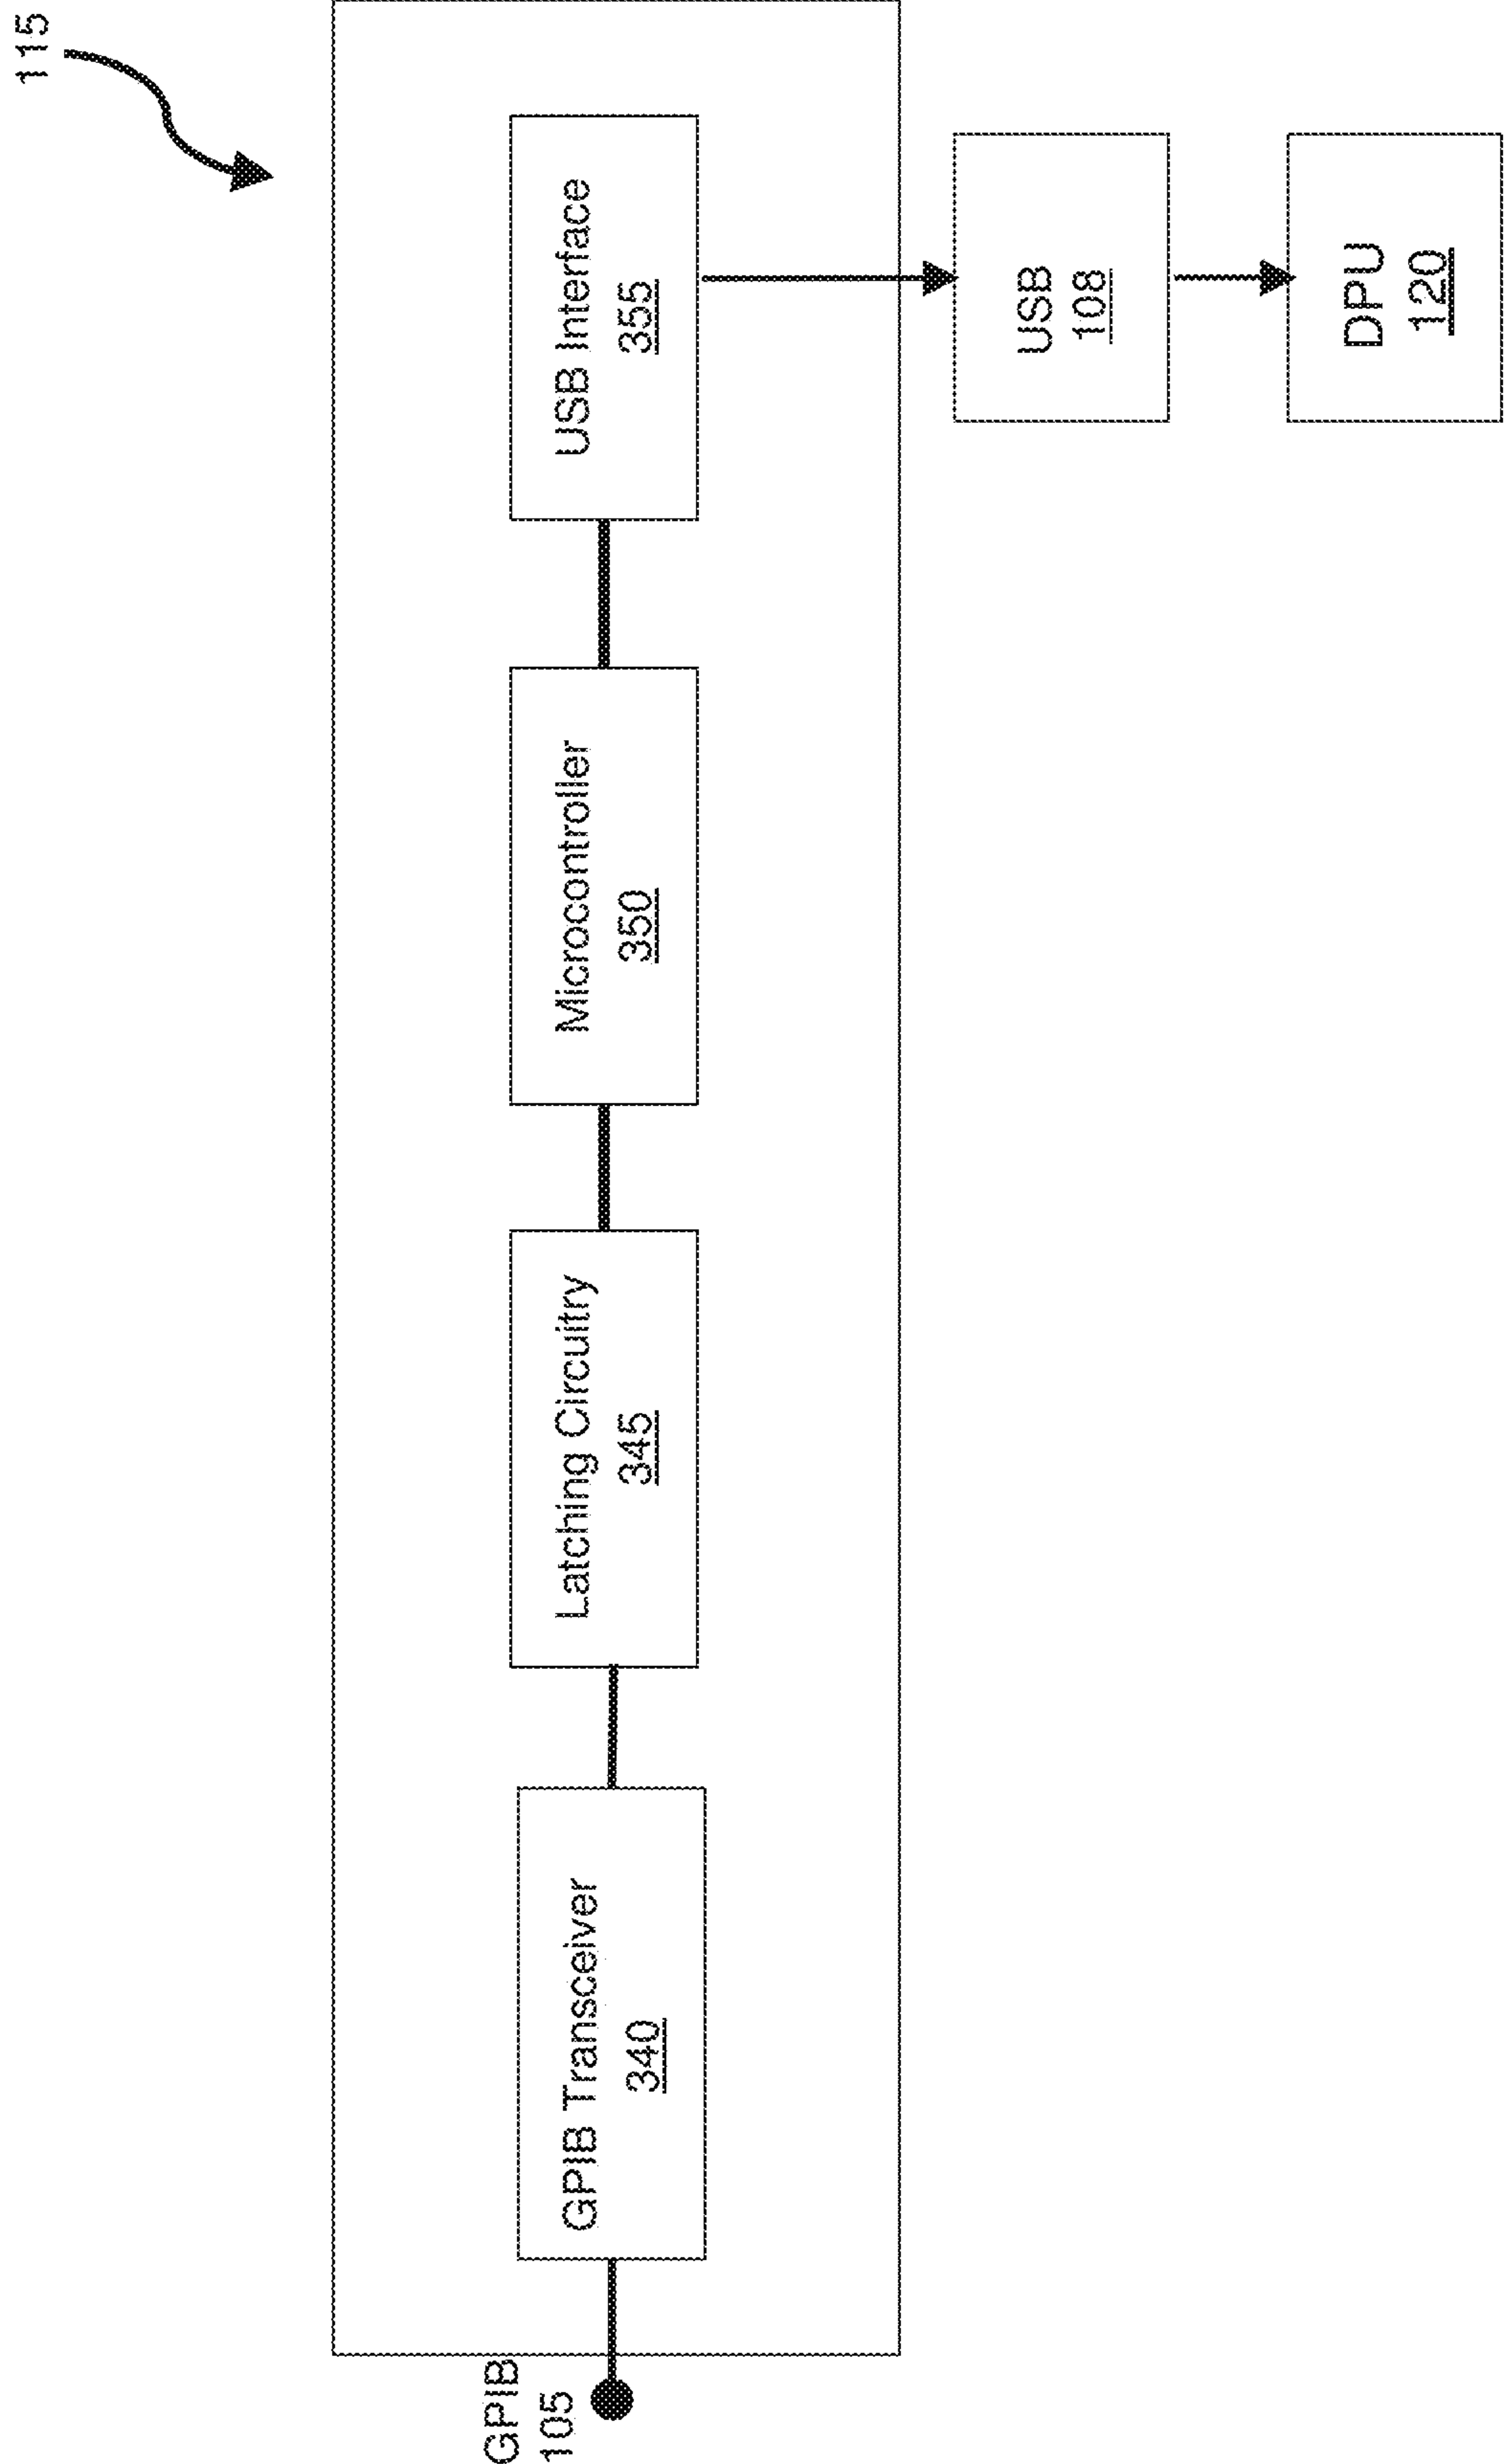 115
GPIB
105
GPIB Transceiver
340
Latching Circuitry
345
Microcontroller
350
USB Interface
355
USB
108
DPU
120